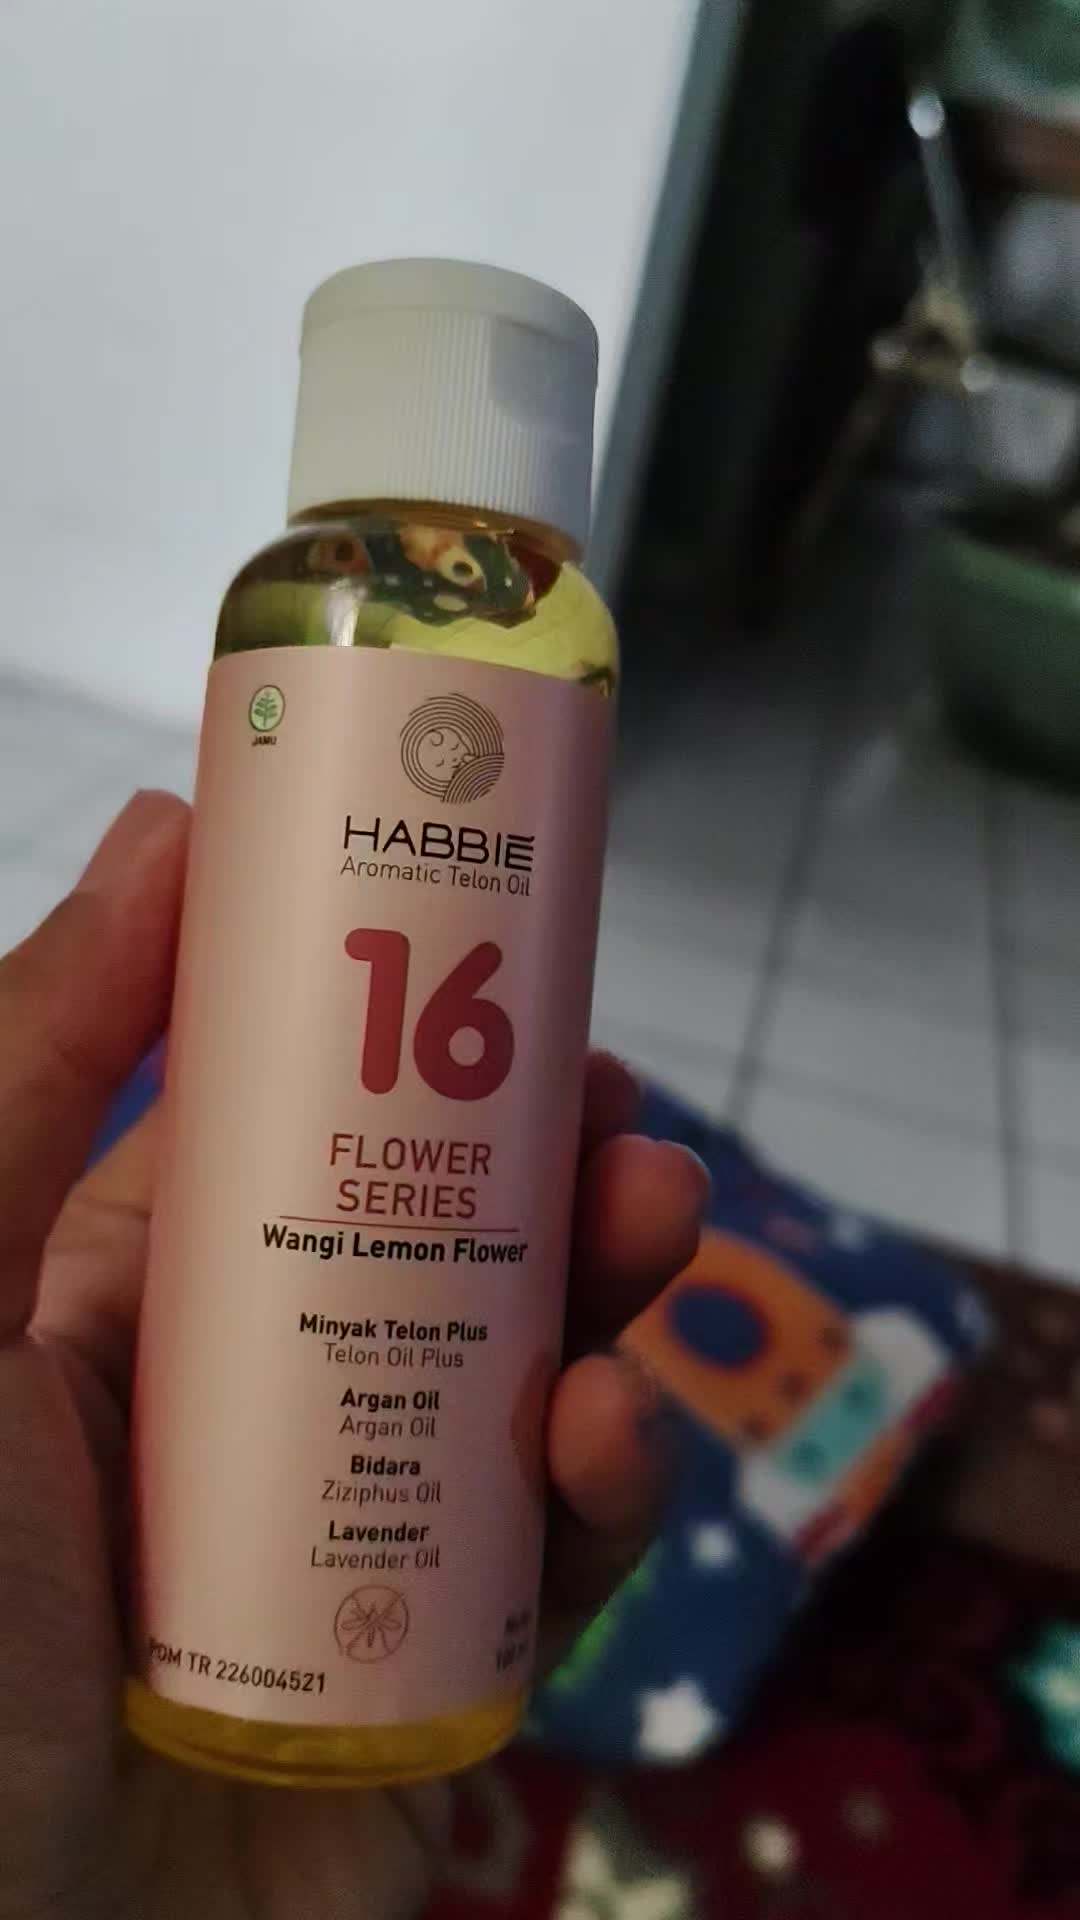 JAMU
HABBIE
Aromatic Telon Oil
16
FLOWER
SERIES
Wangi Lemon Flower
Minyak Telon Plus
Telon Oil Plus
Argan Oil
Argan Oil
Bidara
Ziziphus Oil
Lavender
Lavender Oil
POM TR 226004521